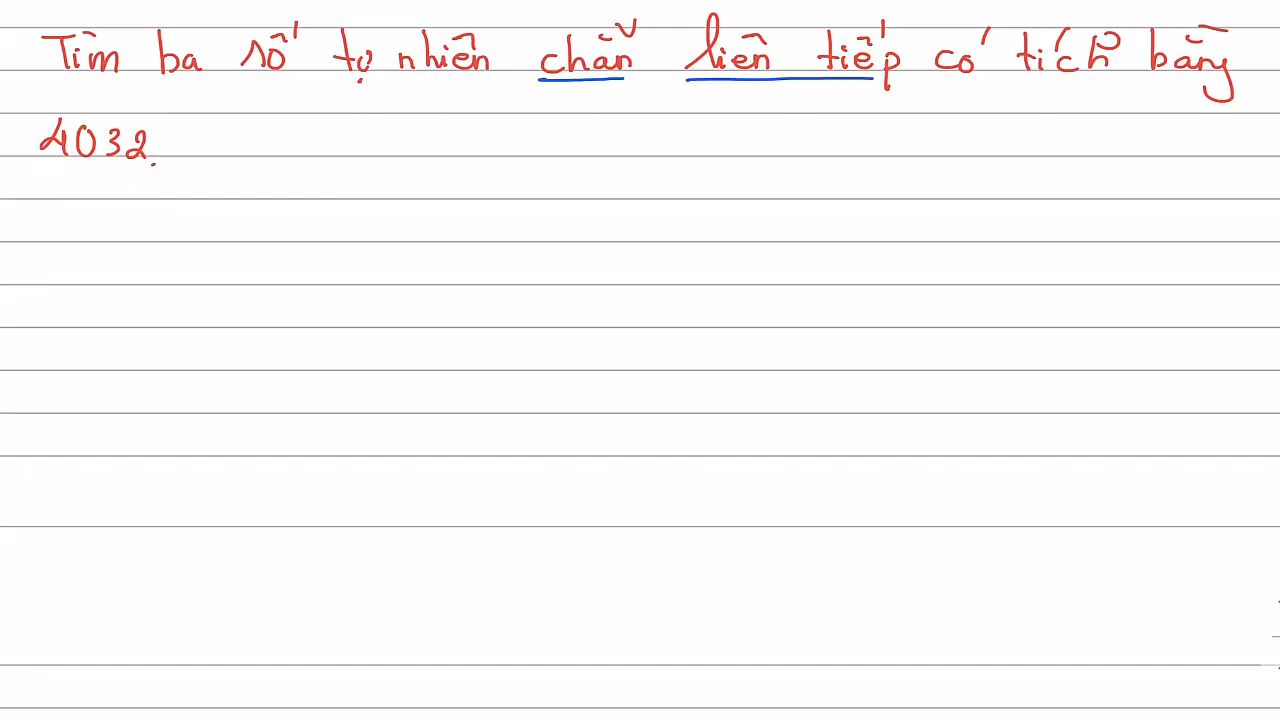 Tìm ba số tự nhiên chẵn liên tiếp có tích bằng
4032.